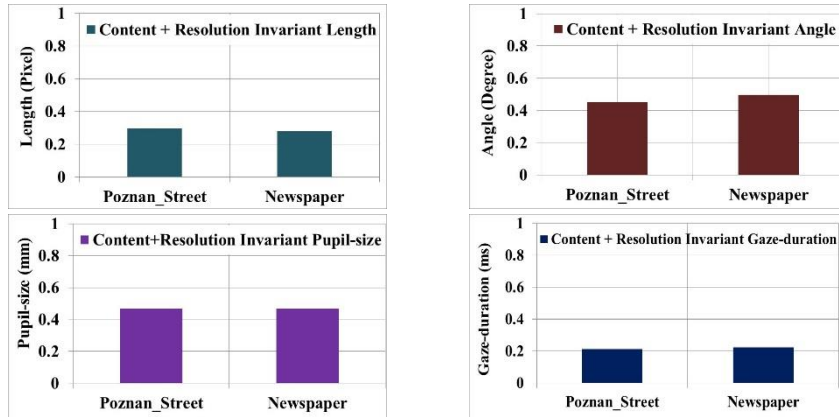 Content + Resolution Invariant Length
Length (Pixel)
1
0.8
0.6
0.4
0.2
0
Poznan_Street Newspaper
Content + Resolution Invariant Angle
Angle (Degree)
1
0.8
0.6
0.4
0.2
0
Poznan_Street Newspaper
Content+Resolution Invariant Pupil-size
Pupil-size (mm)
1
0.8
0.6
0.4
0.2
0
Poznan_Street Newspaper
Content + Resolution Invariant Gaze-duration
Gaze-duration (ms)
1
0.8
0.6
0.4
0.2
0
Poznan_Street Newspaper